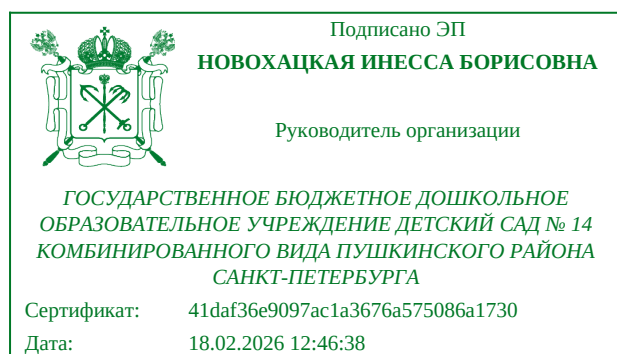 Подписано ЭП
НОВОХАЦКАЯ ИНЕССА БОРИСОВНА
Руководитель организации
ГОСУДАРСТВЕННОЕ БЮДЖЕТНОЕ ДОШКОЛЬНОЕ
ОБРАЗОВАТЕЛЬНОЕ УЧРЕЖДЕНИЕ ДЕТСКИЙ САД № 14
КОМБИНИРОВАННОГО ВИДА ПУШКИНСКОГО РАЙОНА
САНКТ-ПЕТЕРБУРГА
Сертификат: 41daf36e9097ac1a3676a575086a1730
Дата: 18.02.2026 12:46:38